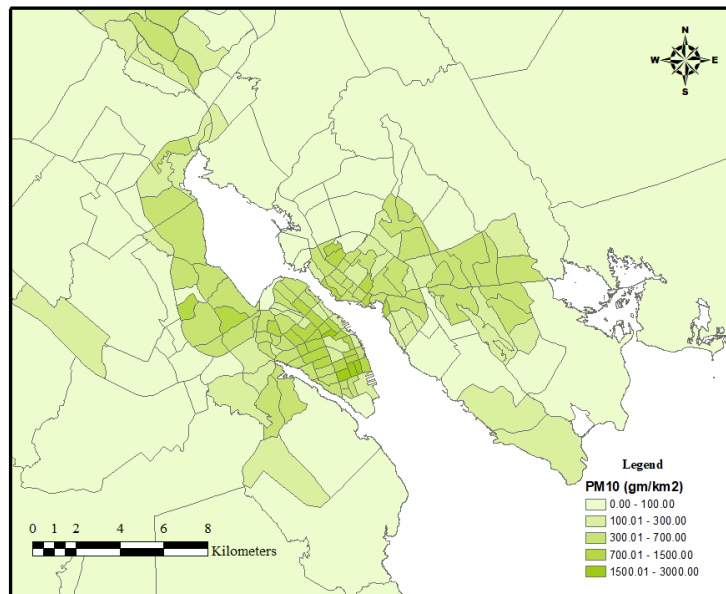 N
W E
S
Legend
PM10 (gm/km2)
0.00 - 100.00
100.01 - 300.00
300.01 - 700.00
700.01 - 1500.00
1500.01 - 3000.00
0 1 2 4 6 8
Kilometers